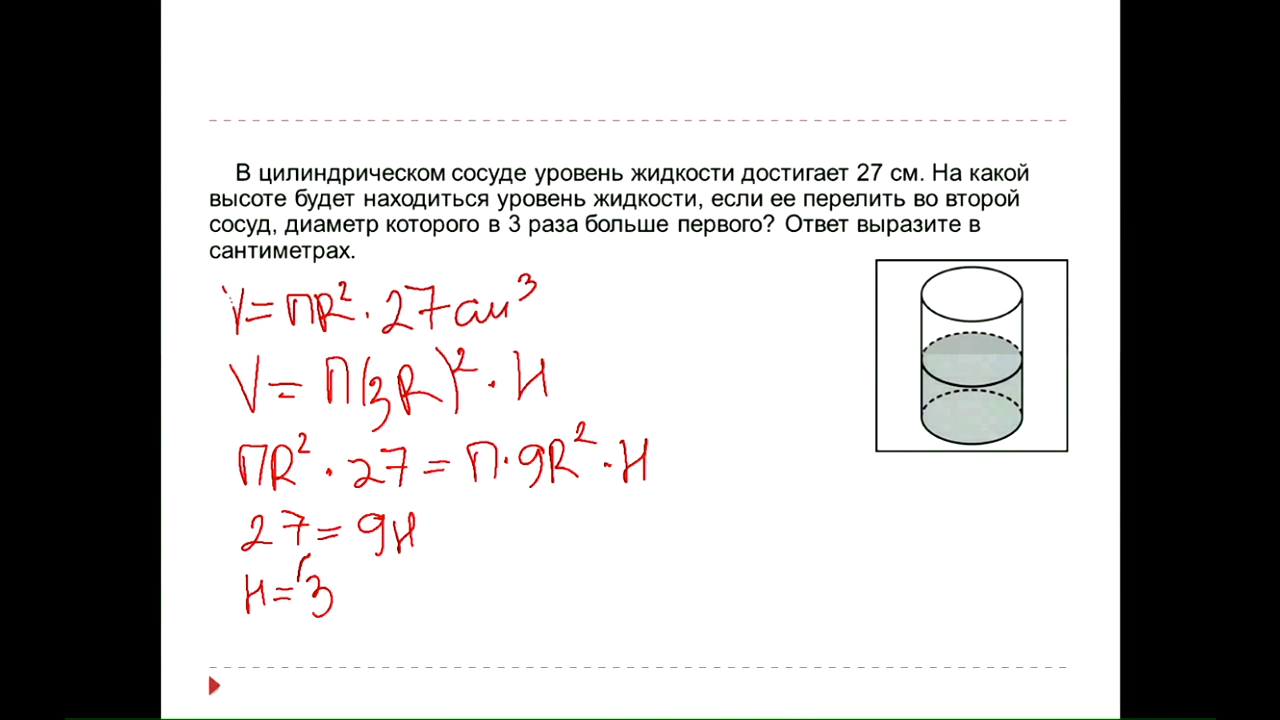 В цилиндрическом сосуде уровень жидкости достигает 27 см. На какой
высоте будет находиться уровень жидкости, если ее перелить во второй
сосуд, диаметр которого в 3 раза больше первого? Ответ выразите в
сантиметрах.
V = ПR² · 27 см³
V = П(3R)² · H
ПR² · 27 = П · 9R² · H
27 = 9H
H = 3